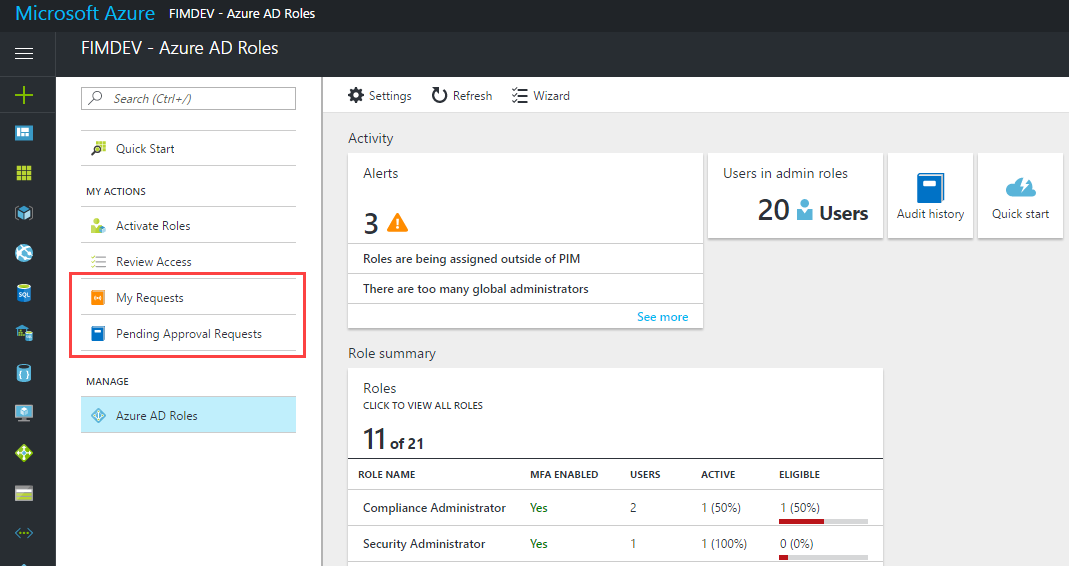 Microsoft Azure FIMDEV - Azure AD Roles
FIMDEV - Azure AD Roles
Search (Ctrl+/)
Quick Start
MY ACTIONS
Activate Roles
Review Access
My Requests
Pending Approval Requests
MANAGE
Azure AD Roles
SQL
Settings Refresh Wizard
Activity
Alerts
3
Roles are being assigned outside of PIM
There are too many global administrators
See more
Users in admin roles
20 Users
Audit history
Quick start
Role summary
Roles
CLICK TO VIEW ALL ROLES
11 of 21
ROLE NAME MFA ENABLED USERS ACTIVE ELIGIBLE
Compliance Administrator Yes 2 1 (50%) 1 (50%)
Security Administrator Yes 1 1 (100%) 0 (0%)